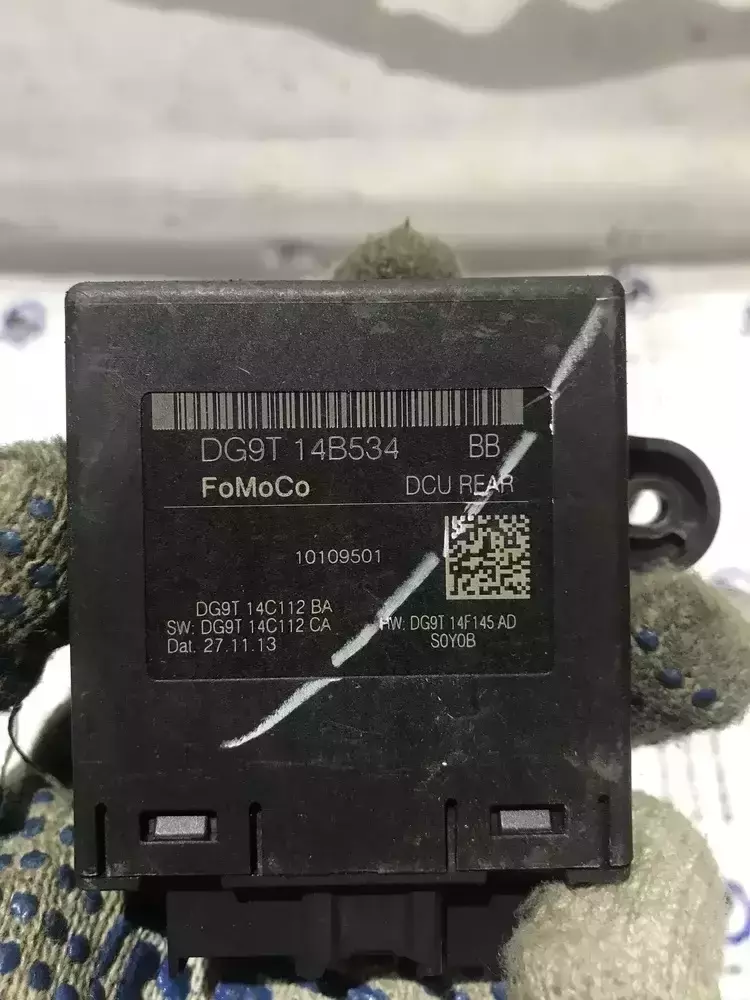 DG9T 14B534 BB
FoMoCo DCU REAR
10109501
DG9T 14C112 BA
SW: DG9T 14C112 CA HW: DG9T 14F145 AD
Dat. 27.11.13 S0Y0B